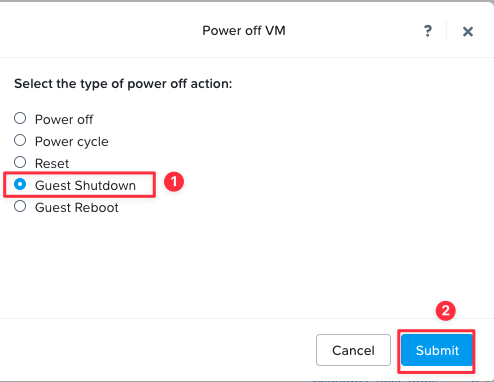 Power off VM
?
Select the type of power off action:
Power off
Power cycle
Reset
Guest Shutdown
1
Guest Reboot
2
Cancel
Submit